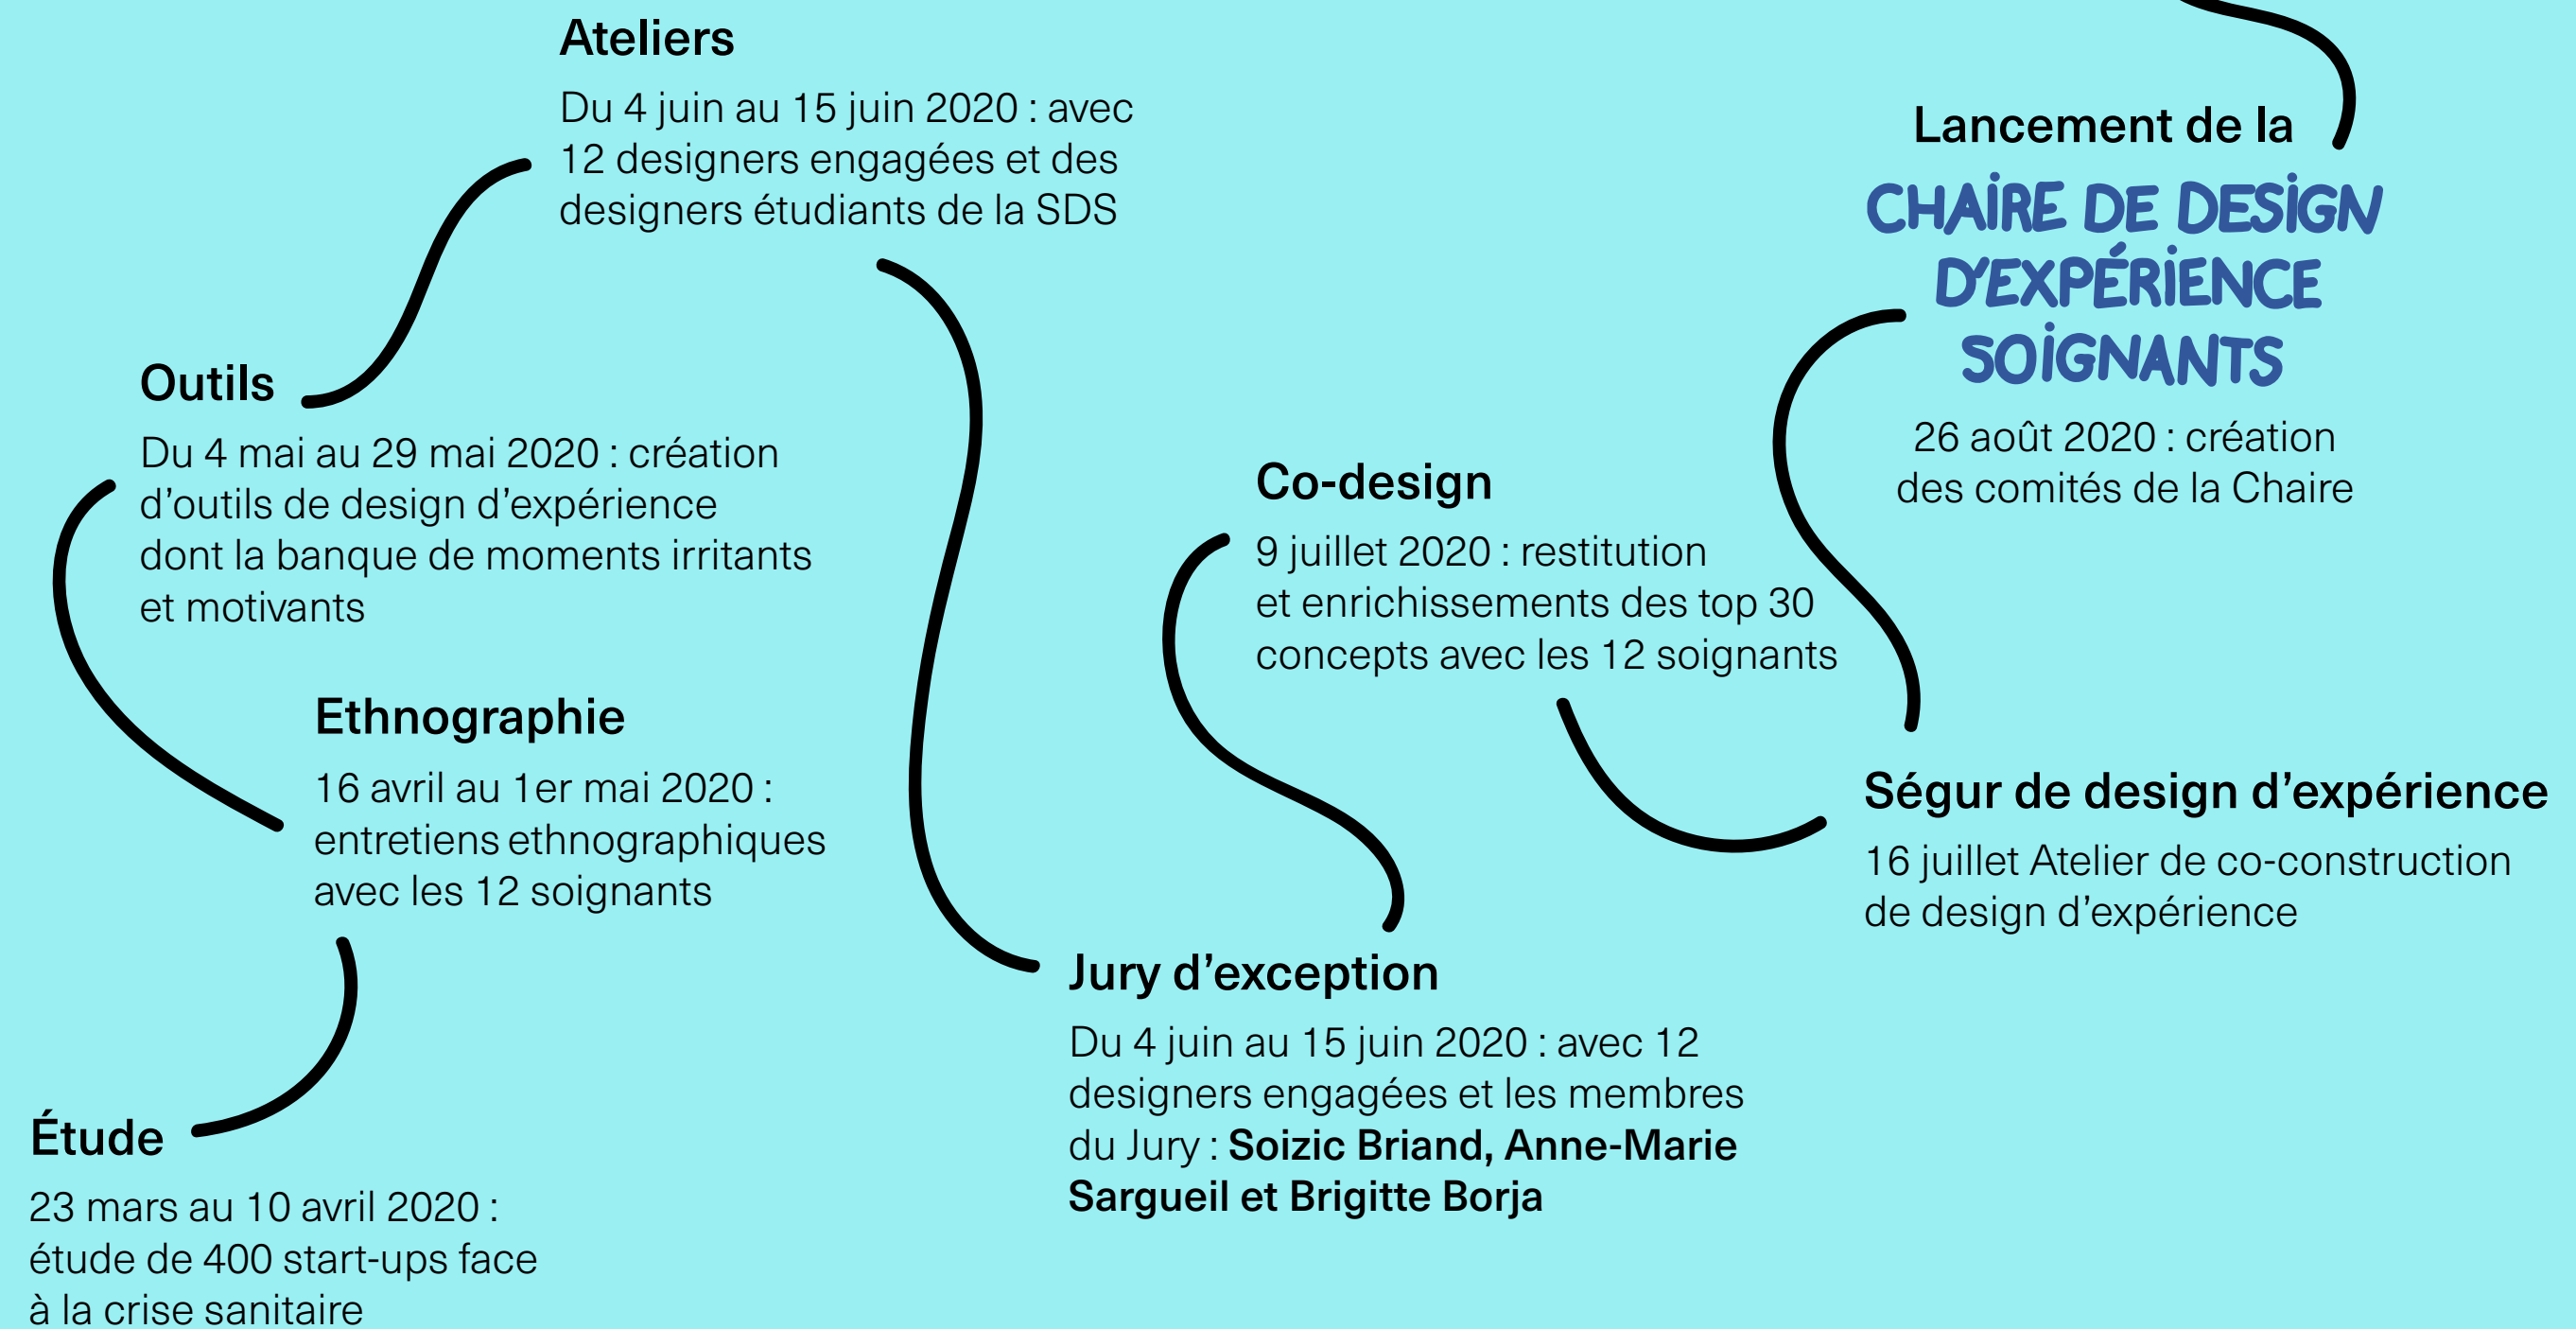 Ateliers
Du 4 juin au 15 juin 2020 : avec
12 designers engagées et des
designers étudiants de la SDS
Outils
Du 4 mai au 29 mai 2020 : création
d’outils de design d’expérience
dont la banque de moments irritants
et motivants
Ethnographie
16 avril au 1er mai 2020 :
entretiens ethnographiques
avec les 12 soignants
Étude
23 mars au 10 avril 2020 :
étude de 400 start-ups face
à la crise sanitaire
Jury d’exception
Du 4 juin au 15 juin 2020 : avec 12
designers engagées et les membres
du Jury : Soizic Briand, Anne-Marie
Sargueil et Brigitte Borja
Co-design
9 juillet 2020 : restitution
et enrichissements des top 30
concepts avec les 12 soignants
Ségur de design d’expérience
16 juillet Atelier de co-construction
de design d’expérience
Lancement de la
CHAIRE DE DESIGN
D'EXPÉRIENCE
SOIGNANTS
26 août 2020 : création
des comités de la Chaire